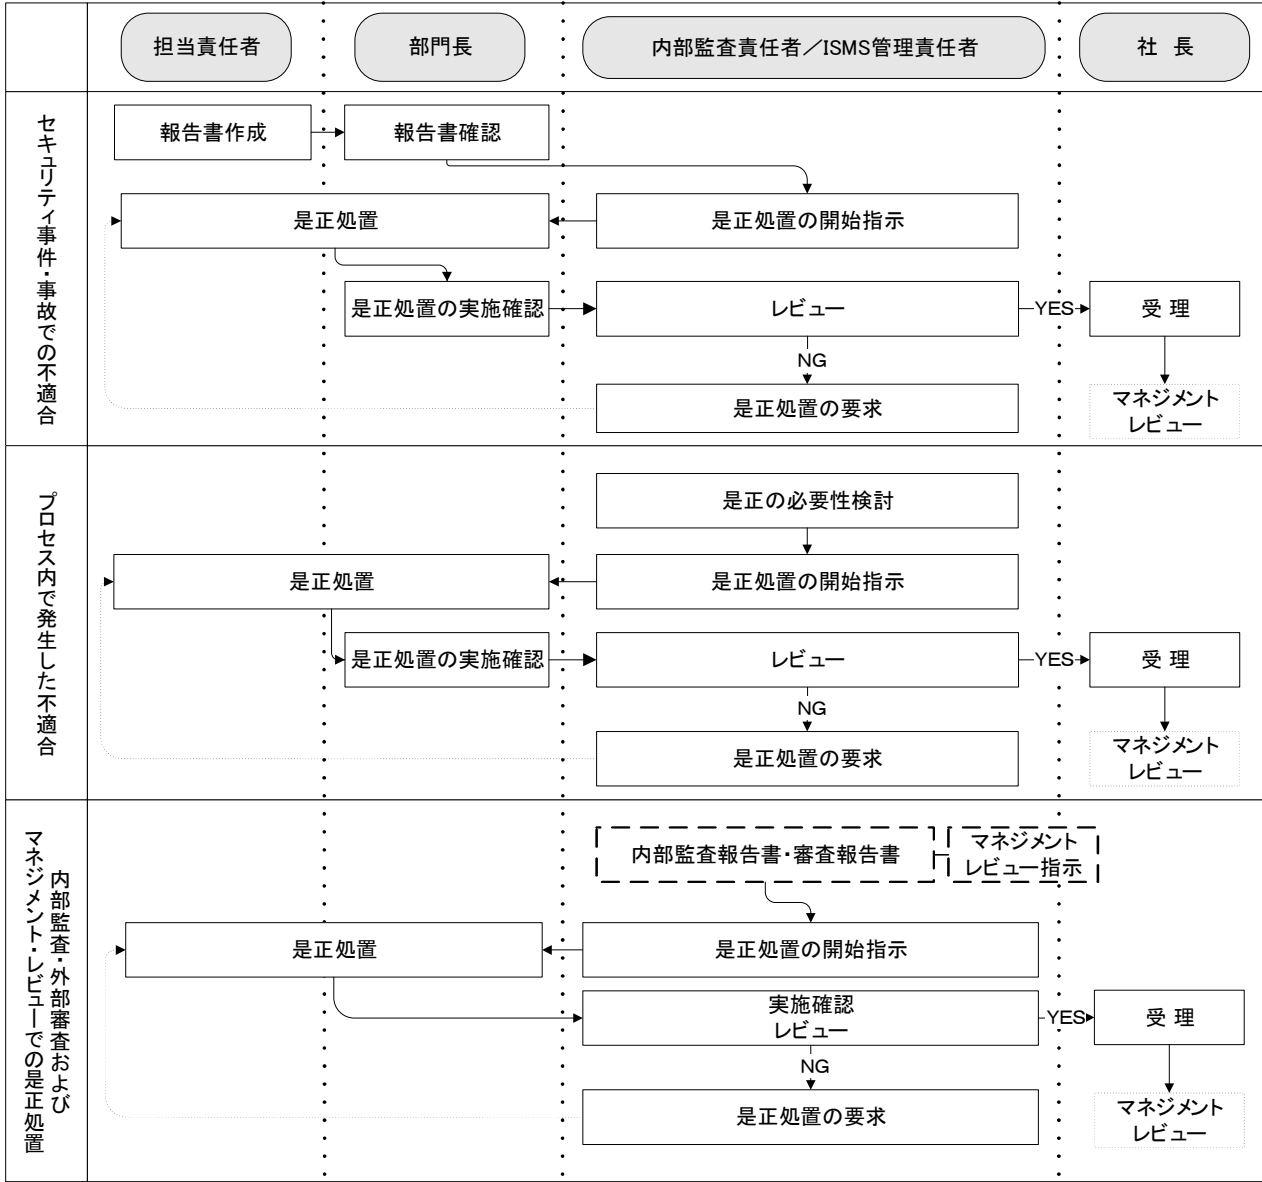 担当責任者
部門長
内部監査責任者／ISMS管理責任者
社 長
セキュリティ事件・事故での不適合
報告書作成
報告書確認
是正処置
是正処置の開始指示
是正処置の実施確認
レビュー
YES
受 理
NG
是正処置の要求
マネジメント
レビュー
プロセス内で発生した不適合
是正の必要性検討
是正処置
是正処置の開始指示
是正処置の実施確認
レビュー
YES
受 理
NG
是正処置の要求
マネジメント
レビュー
内部監査・外部審査および
マネジメント・レビューでの是正処置
内部監査報告書・審査報告書
マネジメント
レビュー指示
是正処置
是正処置の開始指示
実施確認
レビュー
YES
受 理
NG
是正処置の要求
マネジメント
レビュー